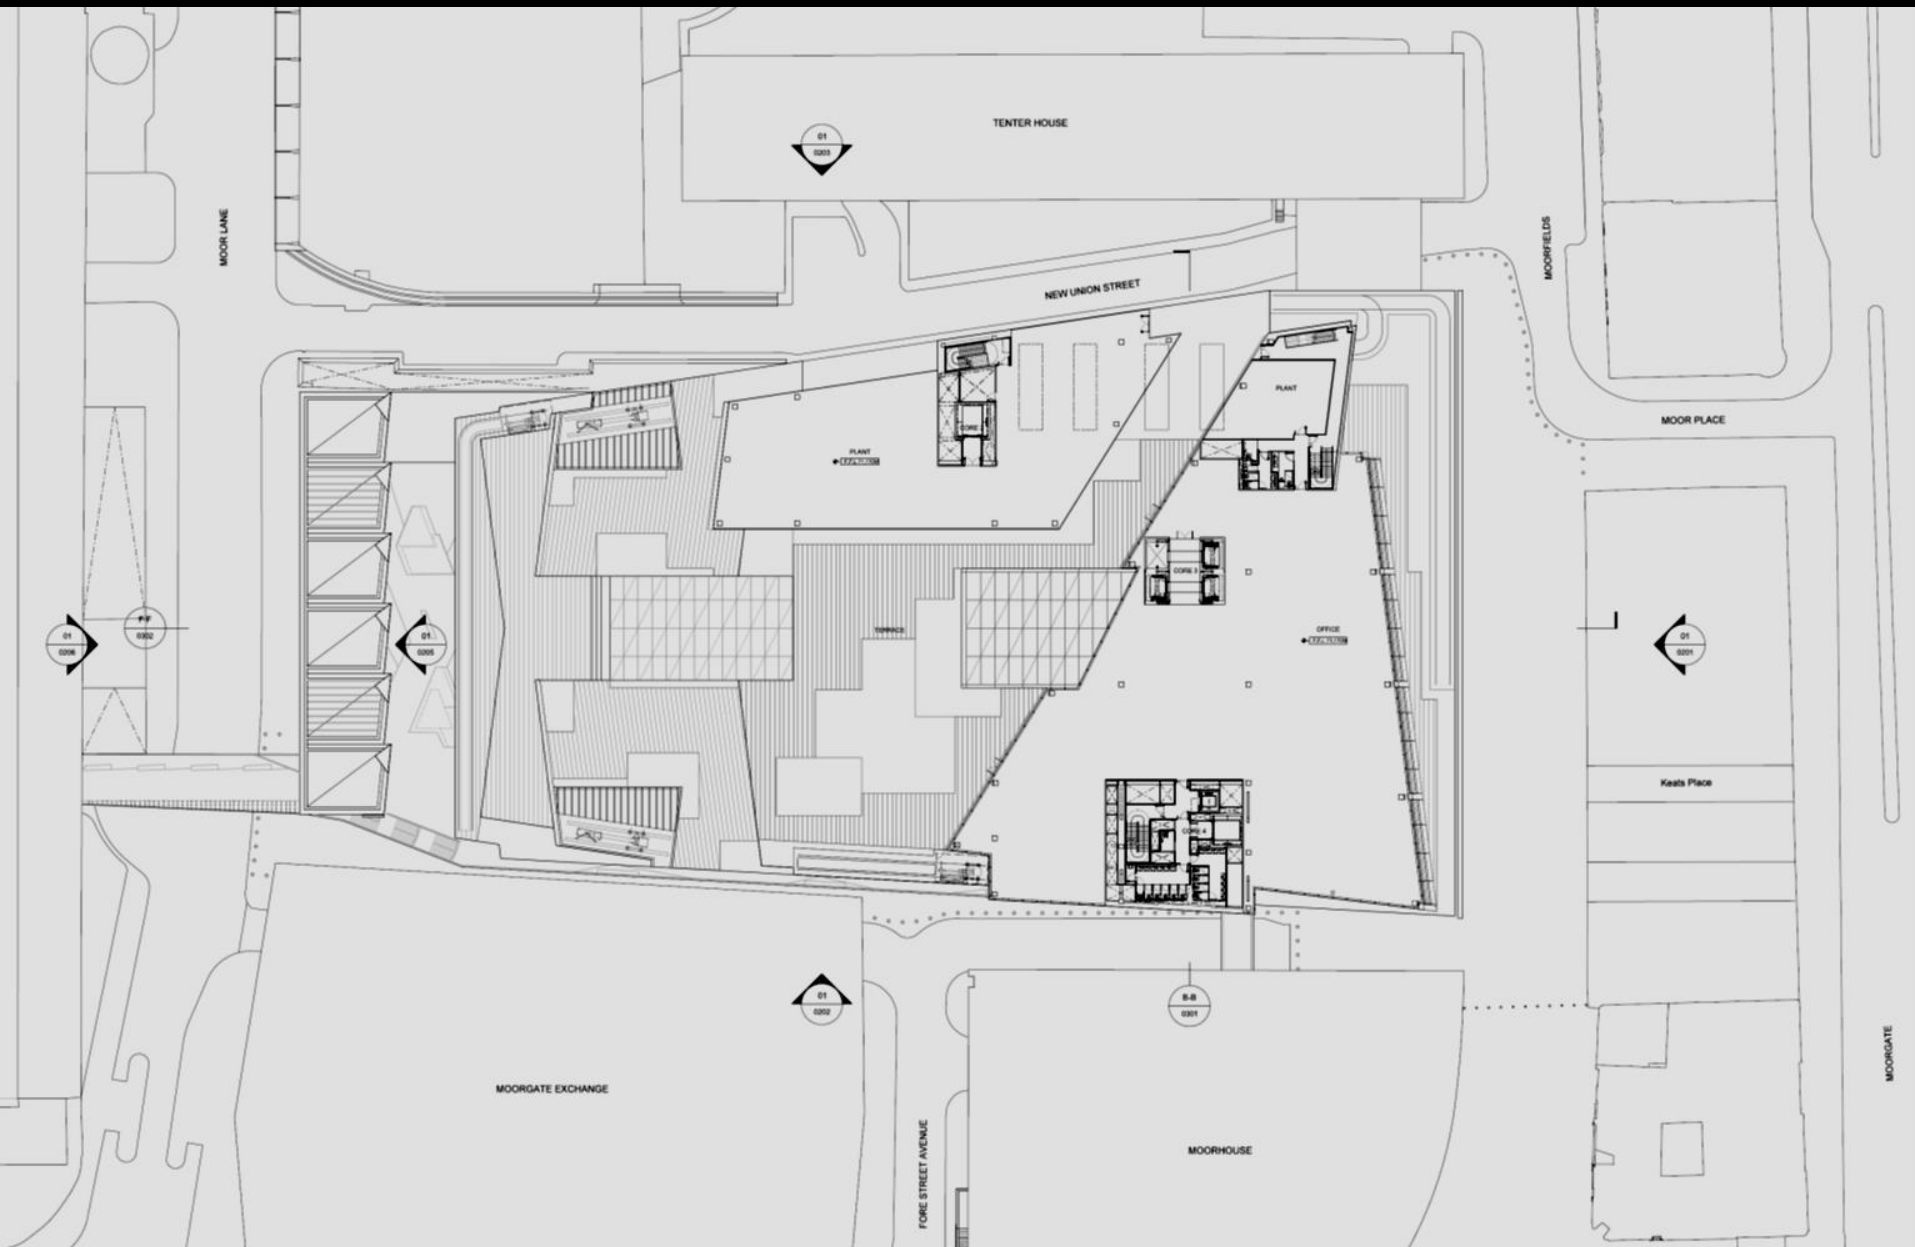 TENTER HOUSE
01
0203
MOOR LANE
MOORFIELDS
NEW UNION STREET
PLANT
MOOR PLACE
CORE
PLANT
CORE 3
F-F
0302
01
0206
01
0205
TERRACE
OFFICE
01
0201
Keats Place
CORE 4
01
0202
B-B
0301
MOORGATE
MOORGATE EXCHANGE
MOORHOUSE
FORE STREET AVENUE